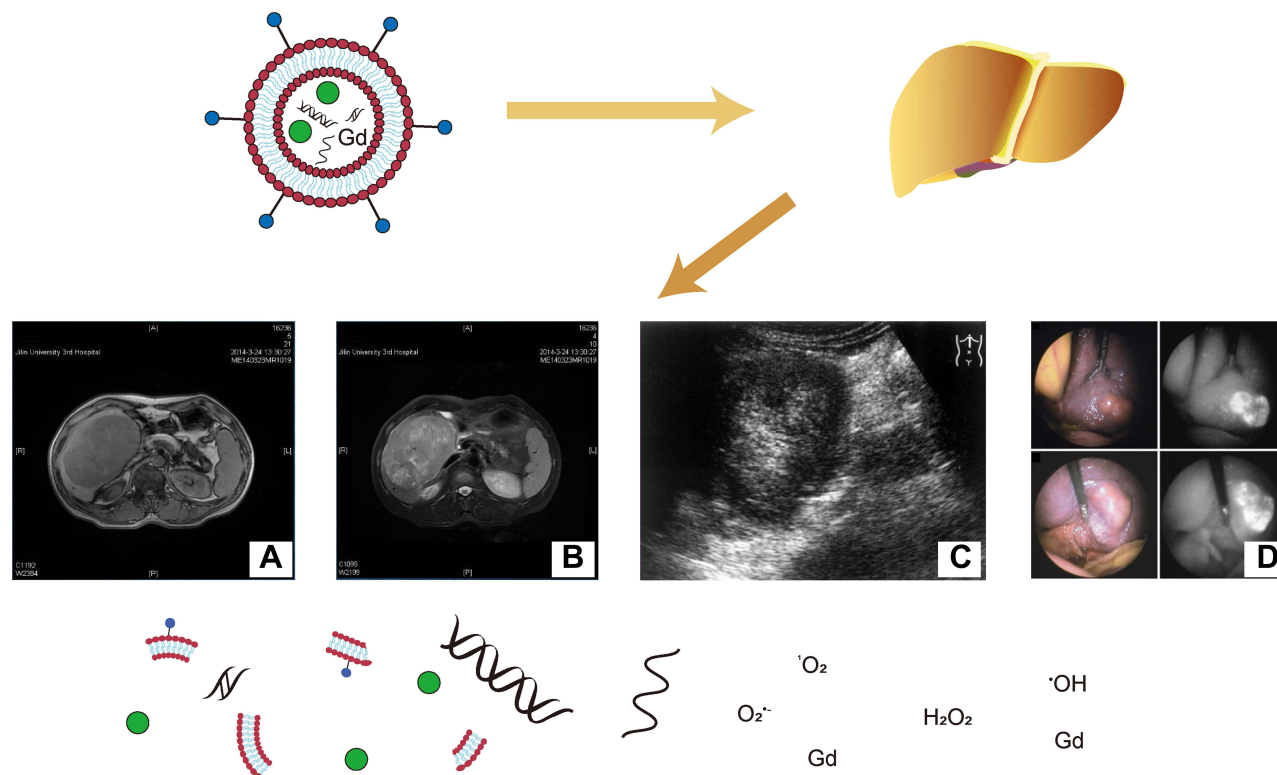 Gd
[A]
16236
5
21
Jilin University 3rd Hospital
2014-3-24 13:30:27
ME140323MR1019
[R]
[L]
C1192
W2384
[P]
A
[A]
16236
4
10
Jilin University 3rd Hospital
2014-3-24 13:30:27
ME140323MR1019
[R]
[L]
C1099
W2199
[P]
B
C
D
¹O₂
•OH
O₂•-
H₂O₂
Gd
Gd